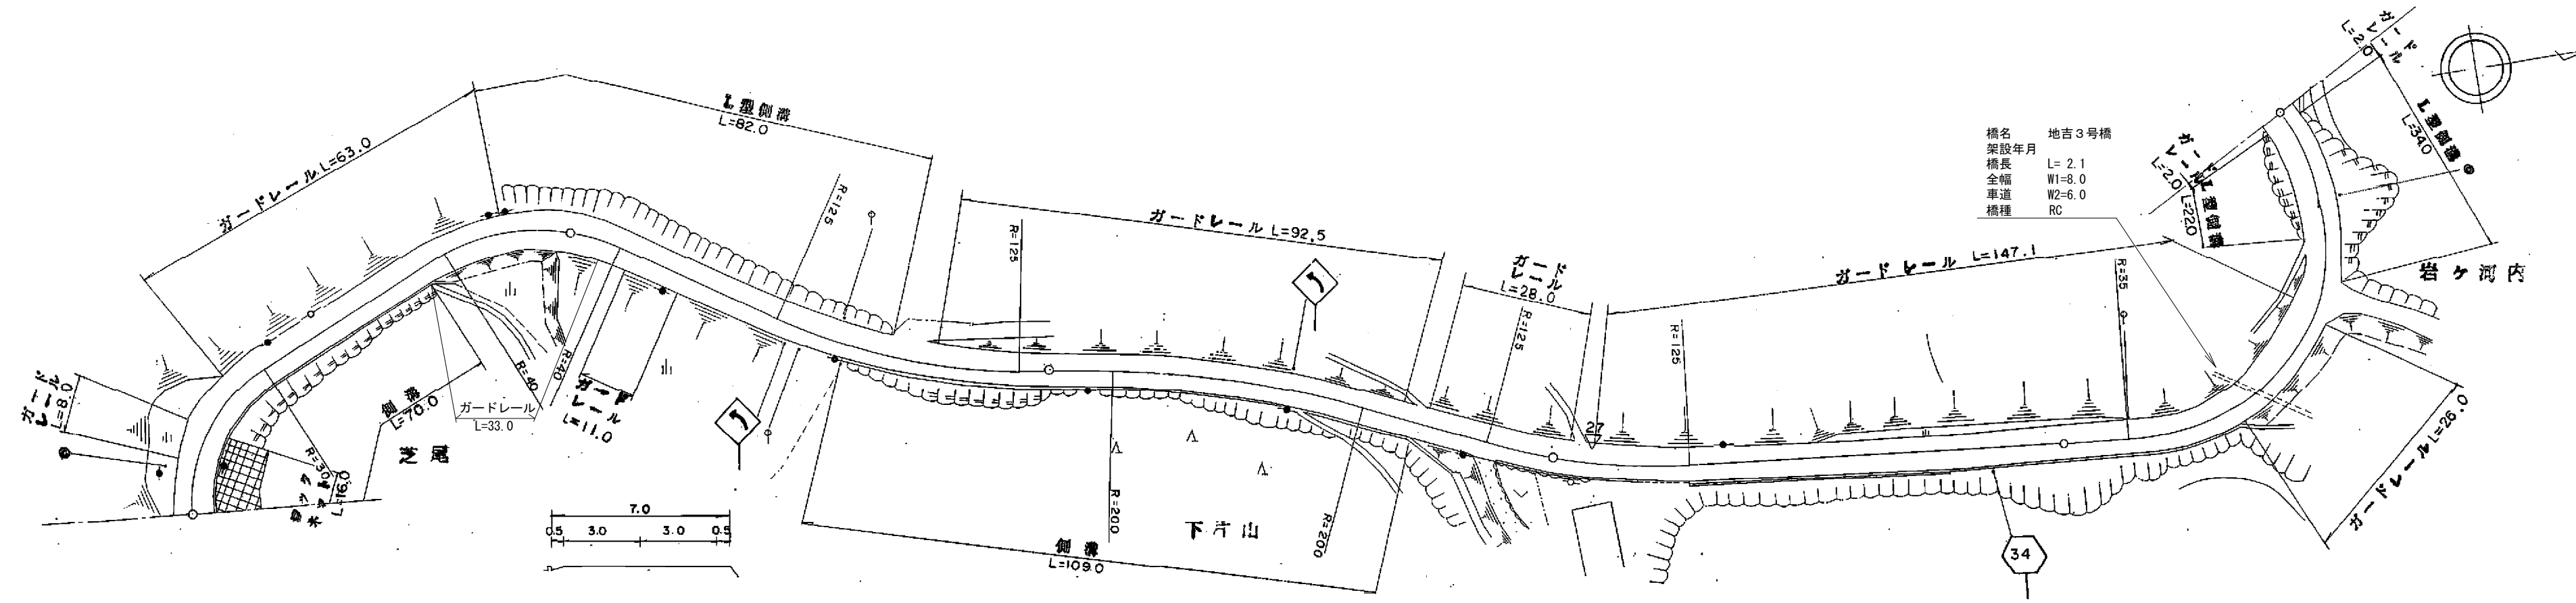 ガードレール L=63.0
L型側溝
L=82.0
R=125
ガードレール L=92.5
R=125
ガード
レール
L=28.0
R=125
ガードレール L=147.1
R=125
R=35
橋名 地吉3号橋
架設年月
橋長 L= 2.1
全幅 W1=8.0
車道 W2=6.0
橋種 RC
ガード
レール
L=2.0
L型側溝
L=22.0
ガード
レール
L=2.0
L型側溝
L=34.0
岩ヶ河内
ガードレール L=26.0
34
27
ガード
レール
L=8.0
R=30
ブロック
L=16.0
側溝
L=70.0
芝尾
ガードレール
L=33.0
R=40
R=40
ガード
レール
L=11.0
7.0
0.5 3.0 3.0 0.5
側溝
L=109.0
R=200
下片山
R=200